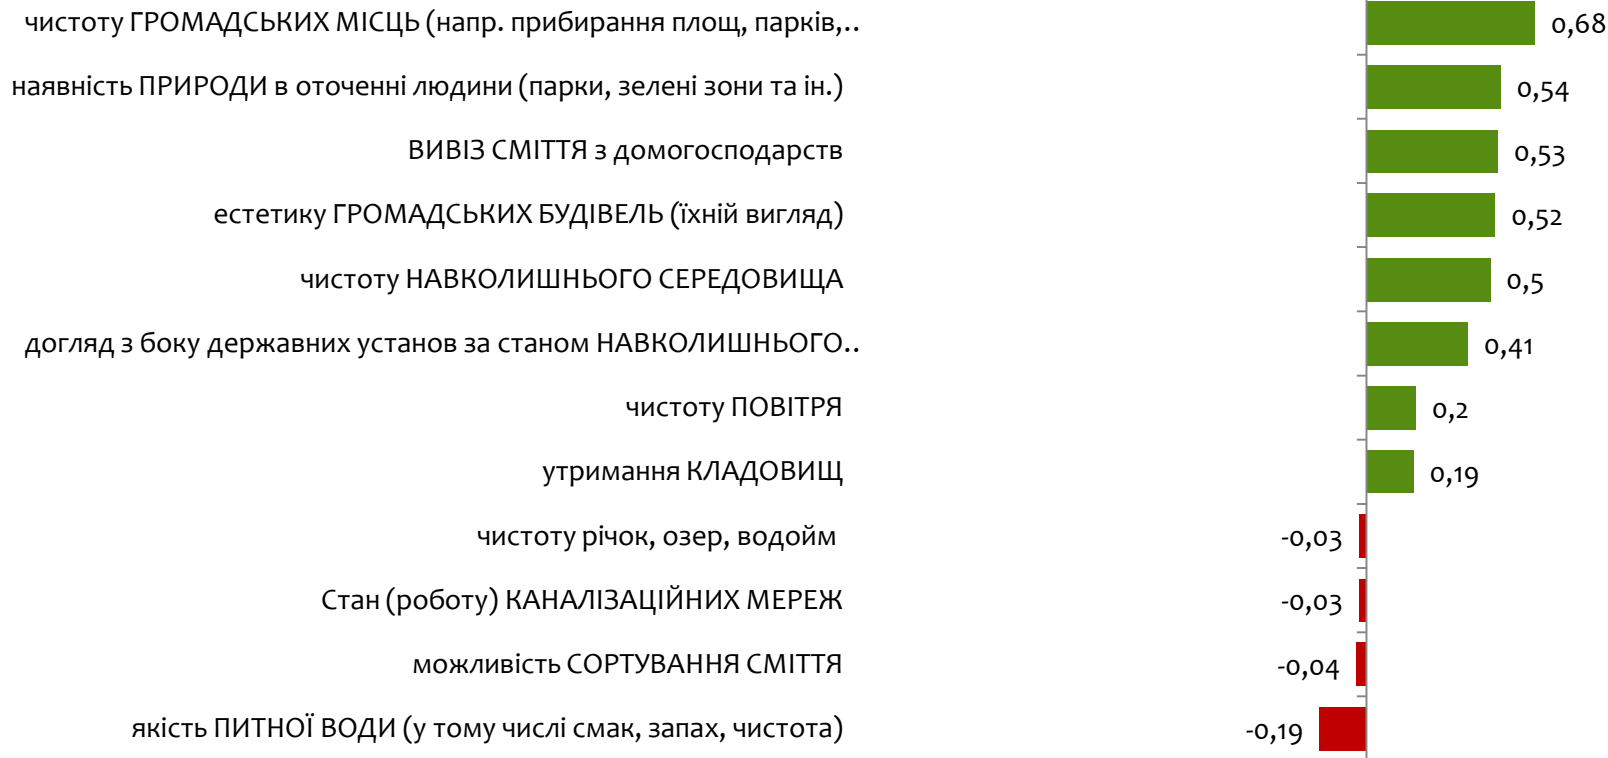 чистоту ГРОМАДСЬКИХ МІСЦЬ (напр. прибирання площ, парків,.. 0,68
наявність ПРИРОДИ в оточенні людини (парки, зелені зони та ін.) 0,54
ВИВІЗ СМІТТЯ з домогосподарств 0,53
естетику ГРОМАДСЬКИХ БУДІВЕЛЬ (їхній вигляд) 0,52
чистоту НАВКОЛИШНЬОГО СЕРЕДОВИЩА 0,5
догляд з боку державних установ за станом НАВКОЛИШНЬОГО.. 0,41
чистоту ПОВІТРЯ 0,2
утримання КЛАДОВИЩ 0,19
чистоту річок, озер, водойм -0,03
Стан (роботу) КАНАЛІЗАЦІЙНИХ МЕРЕЖ -0,03
можливість СОРТУВАННЯ СМІТТЯ -0,04
якість ПИТНОЇ ВОДИ (у тому числі смак, запах, чистота) -0,19